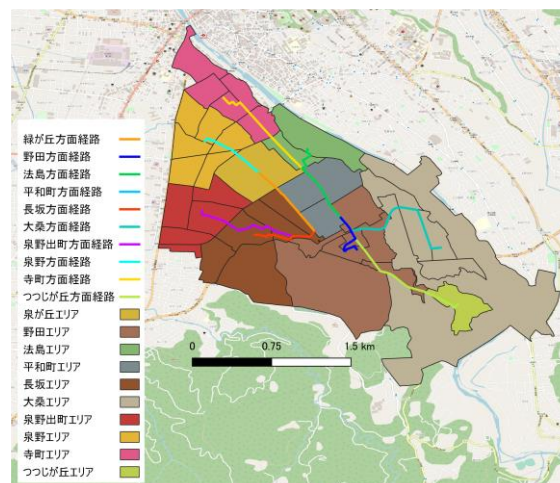 緑が丘方面経路
野田方面経路
法島方面経路
平和町方面経路
長坂方面経路
大桑方面経路
泉野出町方面経路
泉野方面経路
寺町方面経路
つつじが丘方面経路
泉が丘エリア
野田エリア
法島エリア
平和町エリア
長坂エリア
大桑エリア
泉野出町エリア
泉野エリア
寺町エリア
つつじが丘エリア
0 0.75 1.5 km